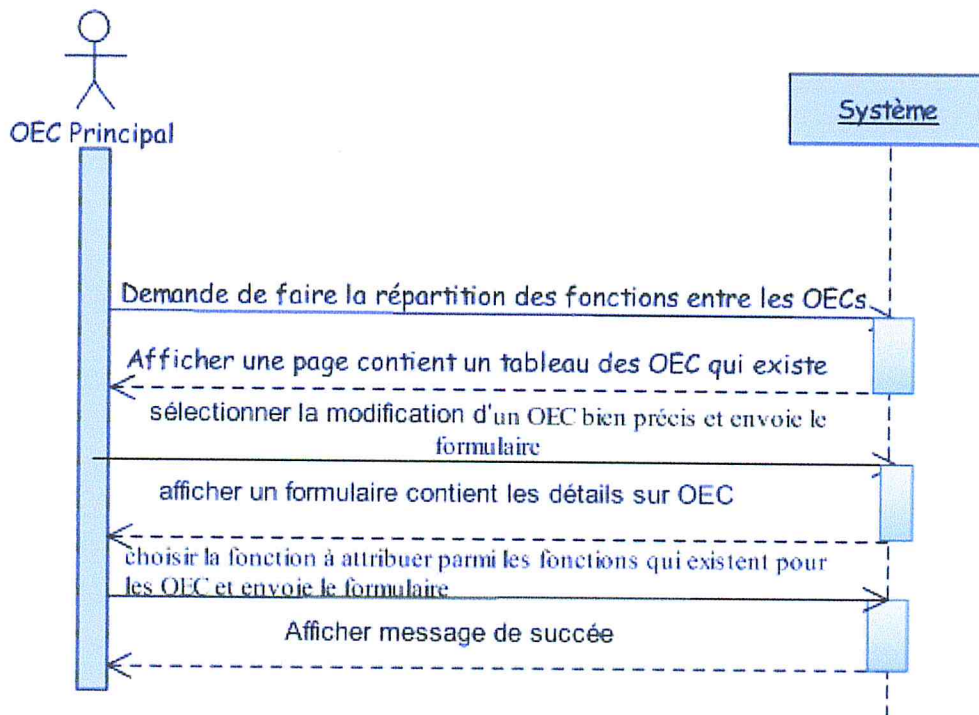 OEC Principal
Système
Demande de faire la répartition des fonctions entre les OECs
Afficher une page contient un tableau des OEC qui existe
sélectionner la modification d'un OEC bien précis et envoie le
formulaire
afficher un formulaire contient les détails sur OEC
choisir la fonction à attribuer parmi les fonctions qui existent pour
les OEC et envoie le formulaire
Afficher message de succée